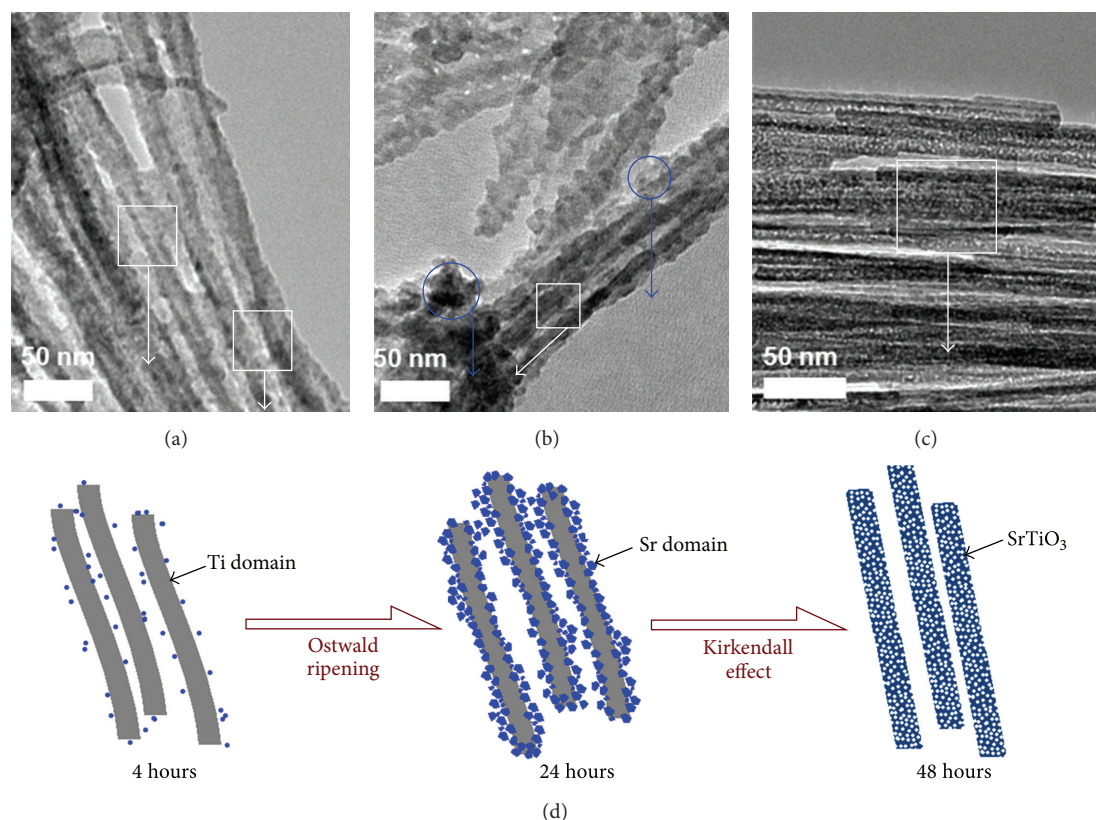 50 nm
50 nm
50 nm
(a)
(b)
(c)
Ti domain
Sr domain
SrTiO₃
Ostwald
ripening
Kirkendall
effect
4 hours
24 hours
48 hours
(d)